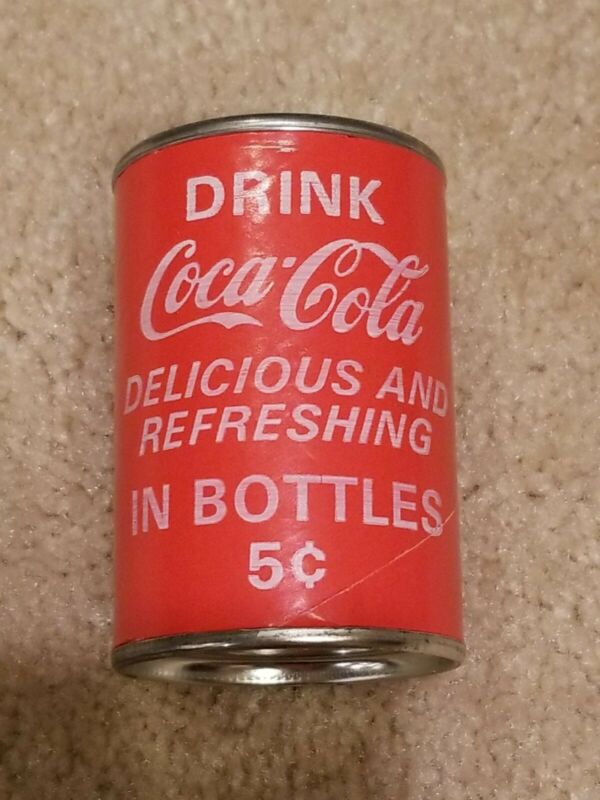 DRINK
Coca-Cola
DELICIOUS AND
REFRESHING
IN BOTTLES
5¢